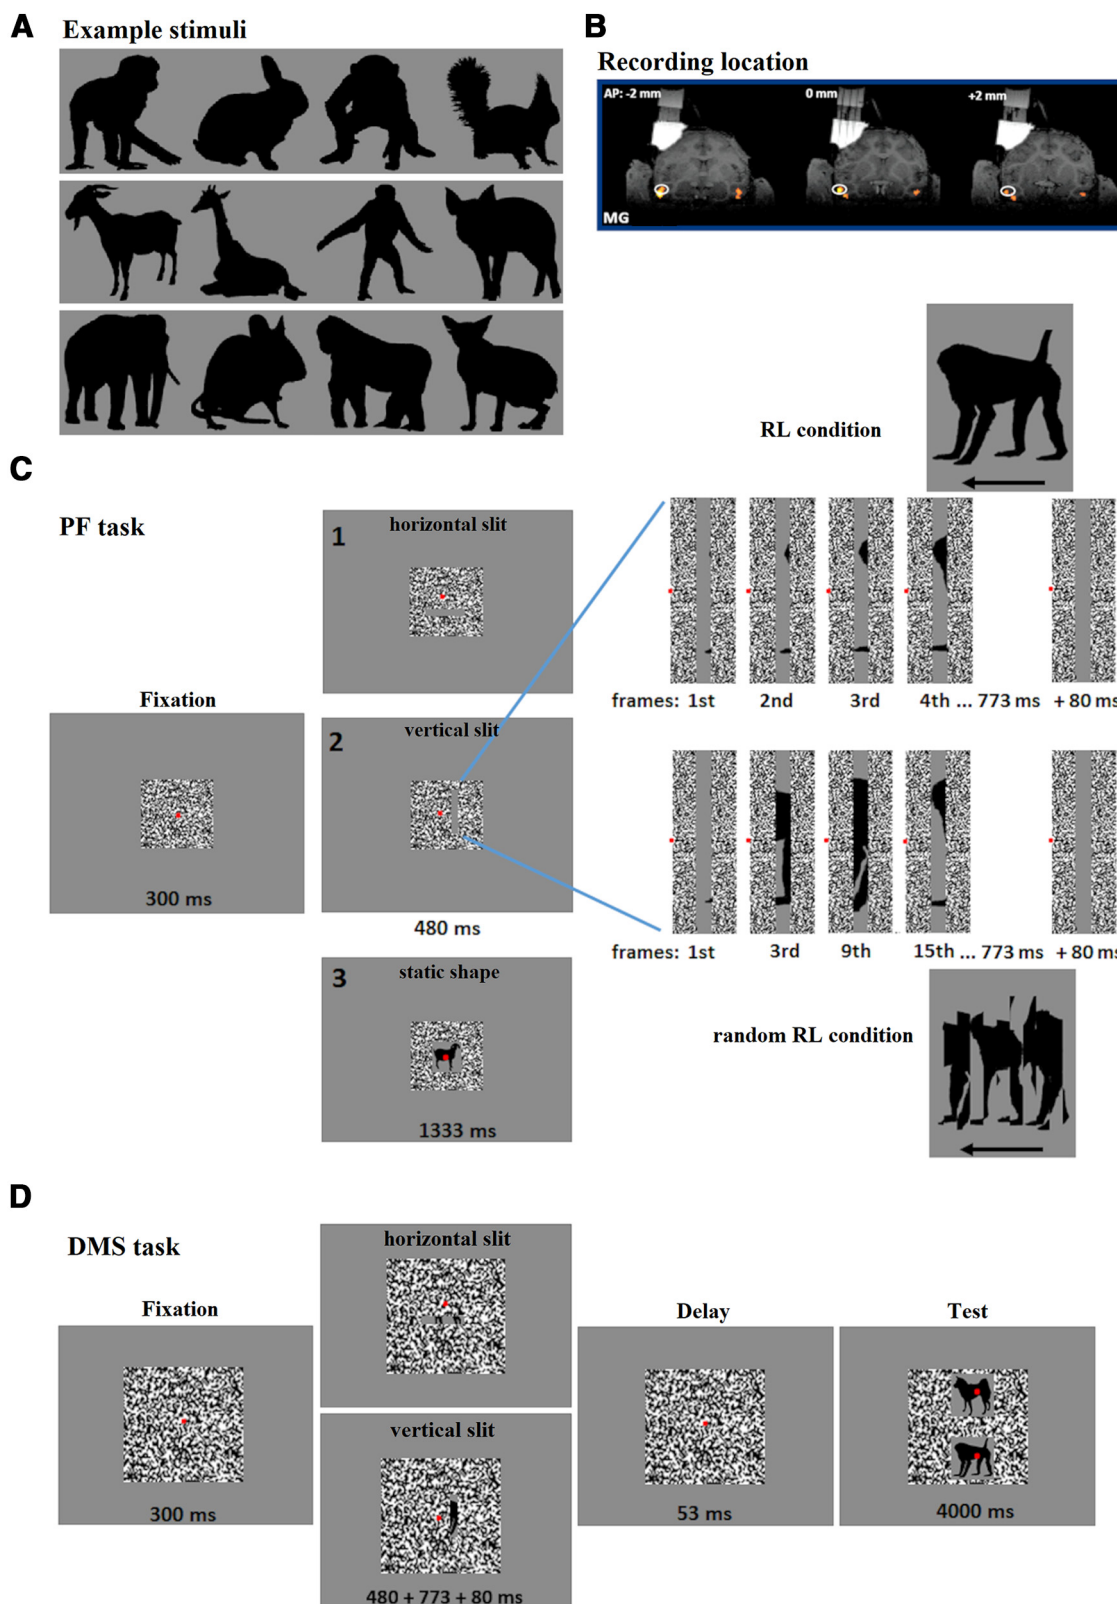 A
Example stimuli
B
Recording location
AP: -2 mm
0 mm
+2 mm
MG
RL condition
C
PF task
1
horizontal slit
frames: 1st 2nd 3rd 4th ... 773 ms + 80 ms
Fixation
300 ms
2
vertical slit
480 ms
frames: 1st 3rd 9th 15th ... 773 ms + 80 ms
3
static shape
1333 ms
random RL condition
D
DMS task
horizontal slit
Fixation
300 ms
vertical slit
480 + 773 + 80 ms
Delay
53 ms
Test
4000 ms